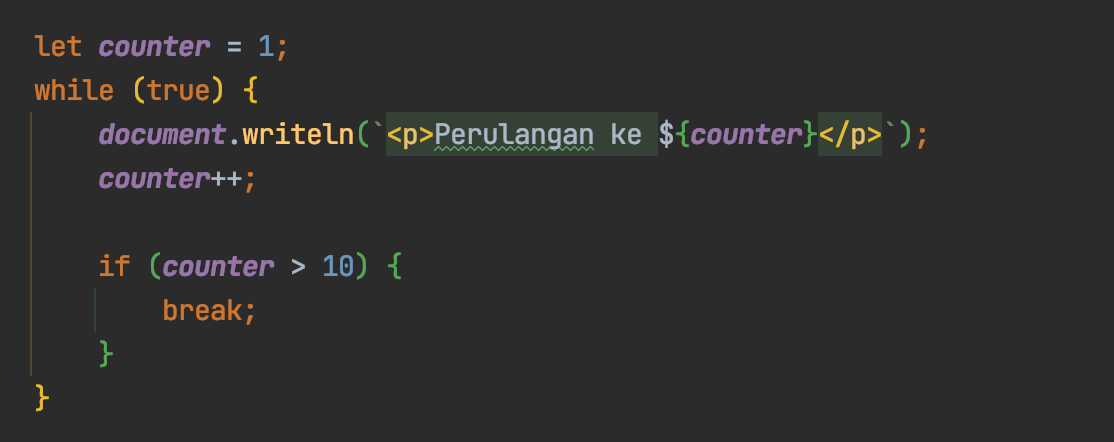 let counter = 1;
while (true) {
    document.writeln(`<p>Perulangan ke ${counter}</p>`);
    counter++;

    if (counter > 10) {
        break;
    }
}